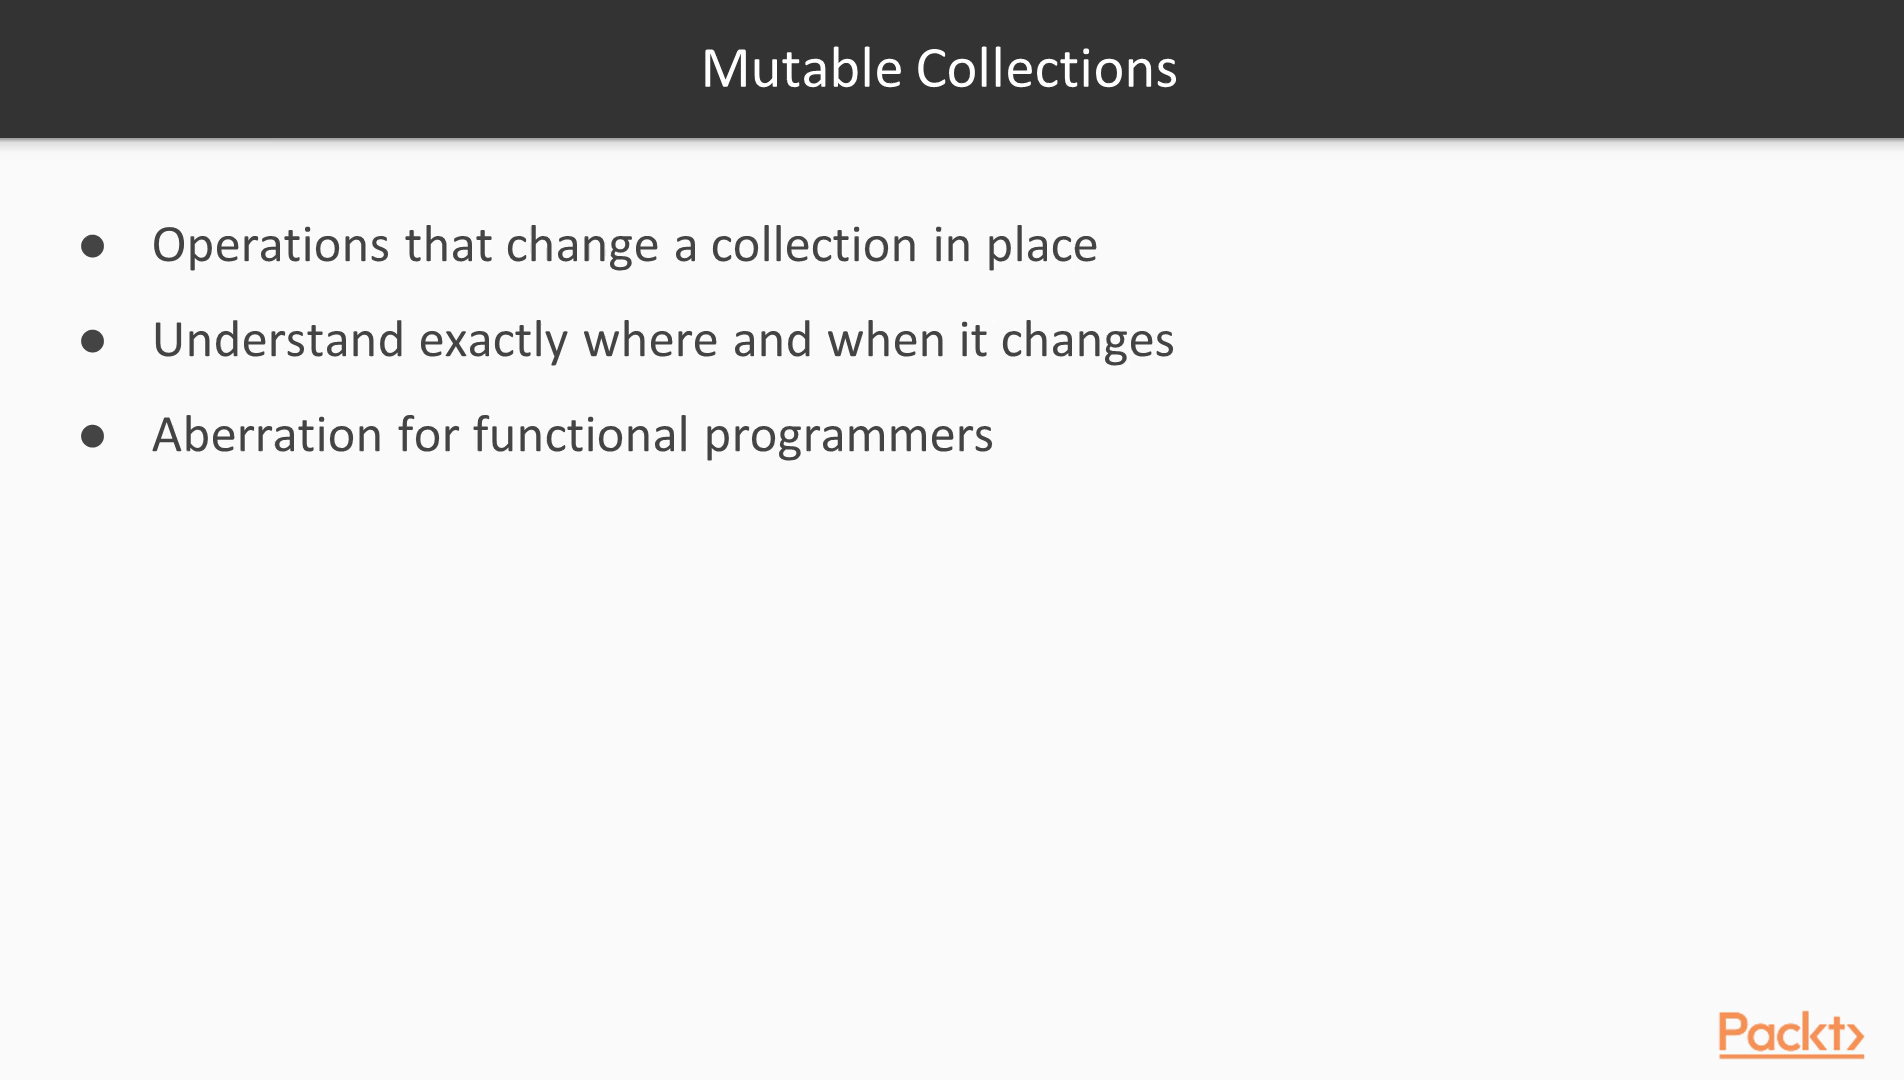 Mutable Collections
● Operations that change a collection in place
● Understand exactly where and when it changes
● Aberration for functional programmers
Packt>